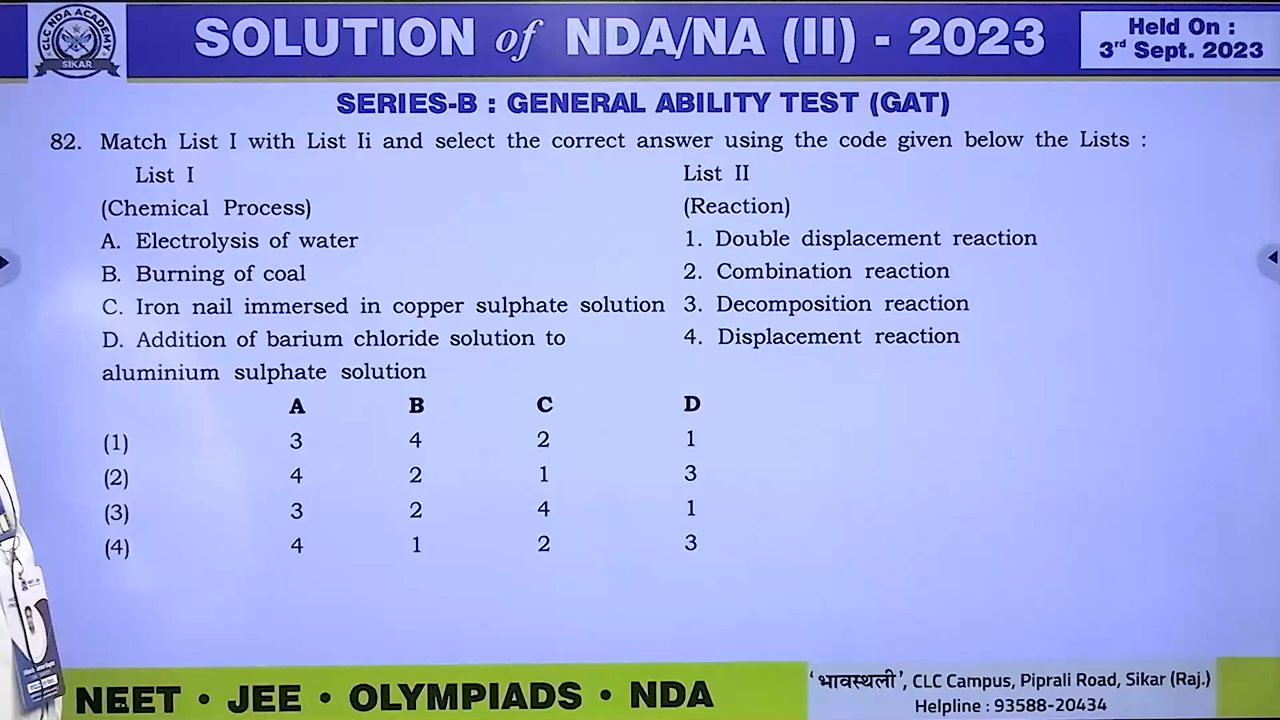 CLC NDA ACADEMY
SIKAR
SOLUTION of NDA/NA (II) - 2023
Held On :
3rd Sept. 2023
SERIES-B : GENERAL ABILITY TEST (GAT)
82. Match List I with List Ii and select the correct answer using the code given below the Lists :
List I List II
(Chemical Process) (Reaction)
A. Electrolysis of water 1. Double displacement reaction
B. Burning of coal 2. Combination reaction
C. Iron nail immersed in copper sulphate solution 3. Decomposition reaction
D. Addition of barium chloride solution to 4. Displacement reaction
aluminium sulphate solution
A B C D
(1) 3 4 2 1
(2) 4 2 1 3
(3) 3 2 4 1
(4) 4 1 2 3
NEET • JEE • OLYMPIADS • NDA
'भावस्थली', CLC Campus, Piprali Road, Sikar (Raj.)
Helpline : 93588-20434